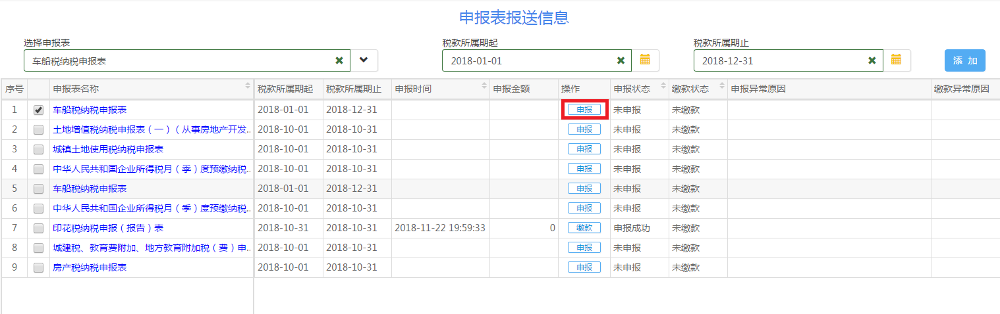 申报表报送信息
选择申报表 税款所属期起 税款所属期止
车船税纳税申报表 2018-01-01 2018-12-31 添 加
序号 申报表名称 税款所属期起 税款所属期止 申报时间 申报金额 操作 申报状态 缴款状态 申报异常原因 缴款异常原因
1 车船税纳税申报表 2018-01-01 2018-12-31 申报 未申报 未缴款
2 土地增值税纳税申报表（一）（从事房地产开发.. 2018-10-01 2018-10-31 申报 未申报 未缴款
3 城镇土地使用税纳税申报表 2018-10-01 2018-10-31 申报 未申报 未缴款
4 中华人民共和国企业所得税月（季）度预缴纳税.. 2018-10-01 2018-10-31 申报 未申报 未缴款
5 车船税纳税申报表 2018-01-01 2018-12-31 申报 未申报 未缴款
6 中华人民共和国企业所得税月（季）度预缴纳税.. 2018-10-01 2018-10-31 申报 未申报 未缴款
7 印花税纳税申报（报告）表 2018-10-31 2018-10-31 2018-11-22 19:59:33 0 缴款 申报成功 未缴款
8 城建税、教育费附加、地方教育附加税（费）申.. 2018-10-01 2018-10-31 申报 未申报 未缴款
9 房产税纳税申报表 2018-10-01 2018-10-31 申报 未申报 未缴款